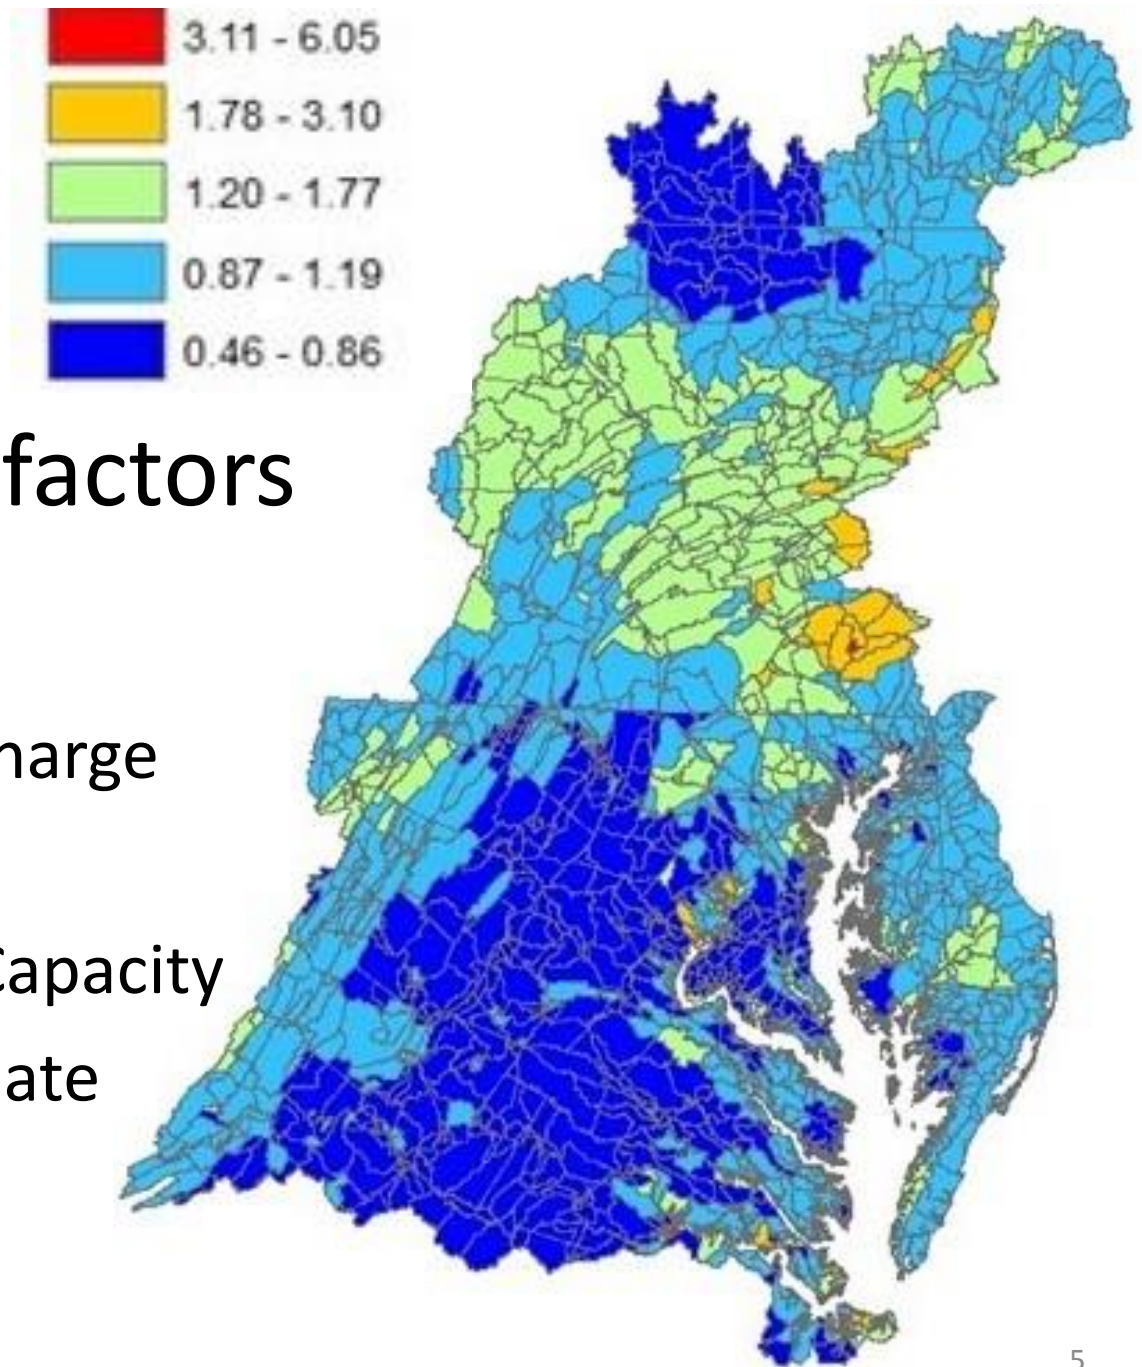 3.11 - 6.05
1.78 - 3.10
1.20 - 1.77
0.87 - 1.19
0.46 - 0.86
factors
harge
Capacity
ate
5